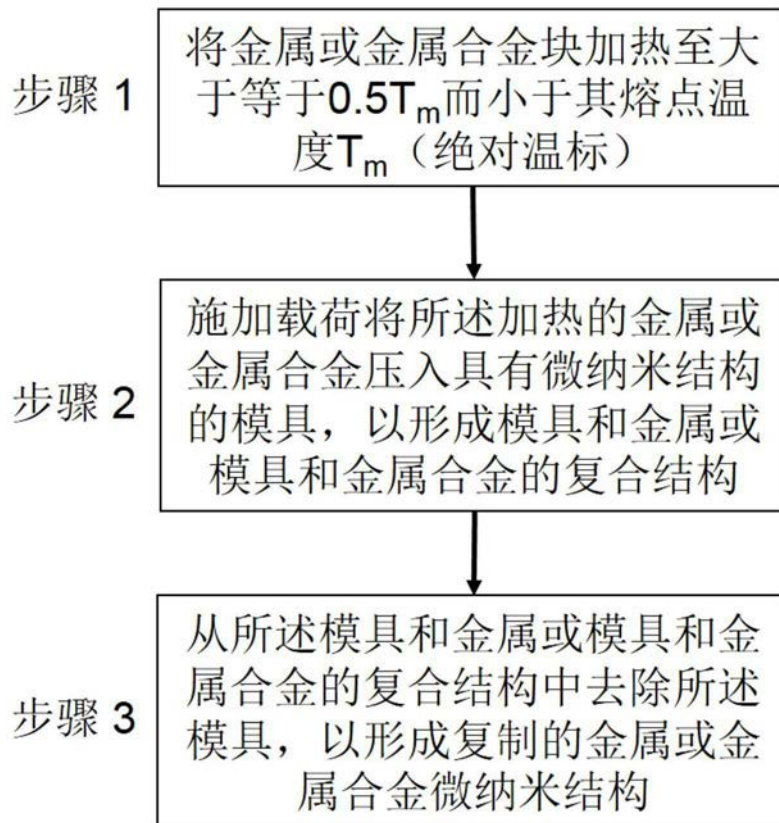 步骤 1
将金属或金属合金块加热至大
于等于0.5Tm而小于其熔点温
度Tm（绝对温标）
步骤 2
施加载荷将所述加热的金属或
金属合金压入具有微纳米结构
的模具，以形成模具和金属或
模具和金属合金的复合结构
步骤 3
从所述模具和金属或模具和金
属合金的复合结构中去除所述
模具，以形成复制的金属或金
属合金微纳米结构